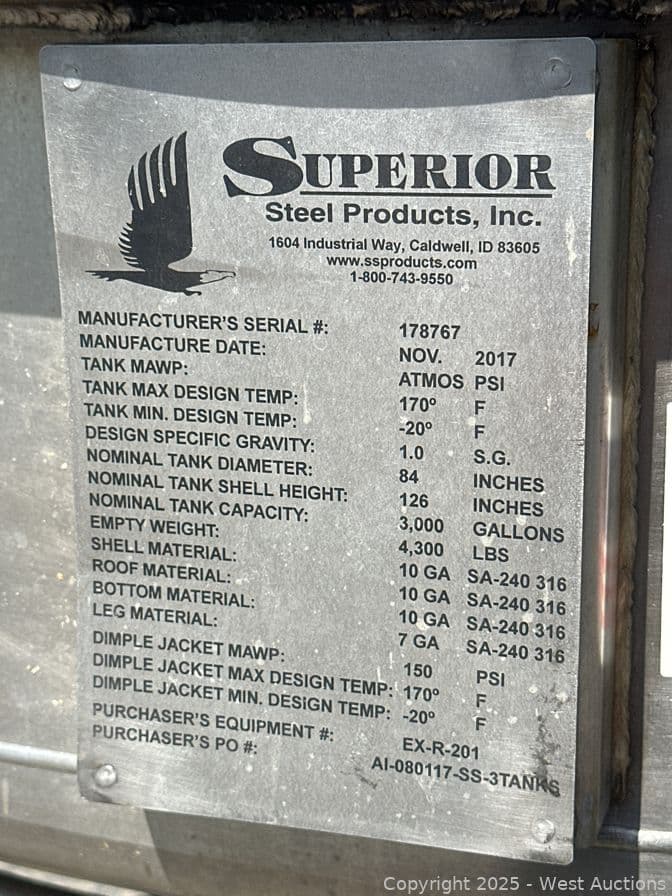 SUPERIOR
Steel Products, Inc.
1604 Industrial Way, Caldwell, ID 83605
www.ssproducts.com
1-800-743-9550
MANUFACTURER'S SERIAL #: 178767
MANUFACTURE DATE: NOV. 2017
TANK MAWP: ATMOS PSI
TANK MAX DESIGN TEMP: 170º F
TANK MIN. DESIGN TEMP: -20º F
DESIGN SPECIFIC GRAVITY: 1.0 S.G.
NOMINAL TANK DIAMETER: 84 INCHES
NOMINAL TANK SHELL HEIGHT: 126 INCHES
NOMINAL TANK CAPACITY: 3,000 GALLONS
EMPTY WEIGHT: 4,300 LBS
SHELL MATERIAL: 10 GA SA-240 316
ROOF MATERIAL: 10 GA SA-240 316
BOTTOM MATERIAL: 10 GA SA-240 316
LEG MATERIAL: 7 GA SA-240 316
DIMPLE JACKET MAWP: 150 PSI
DIMPLE JACKET MAX DESIGN TEMP: 170º F
DIMPLE JACKET MIN. DESIGN TEMP: -20º F
PURCHASER'S EQUIPMENT #: EX-R-201
PURCHASER'S PO #: AI-080117-SS-3TANKS
Copyright © 2025 - West Auctions